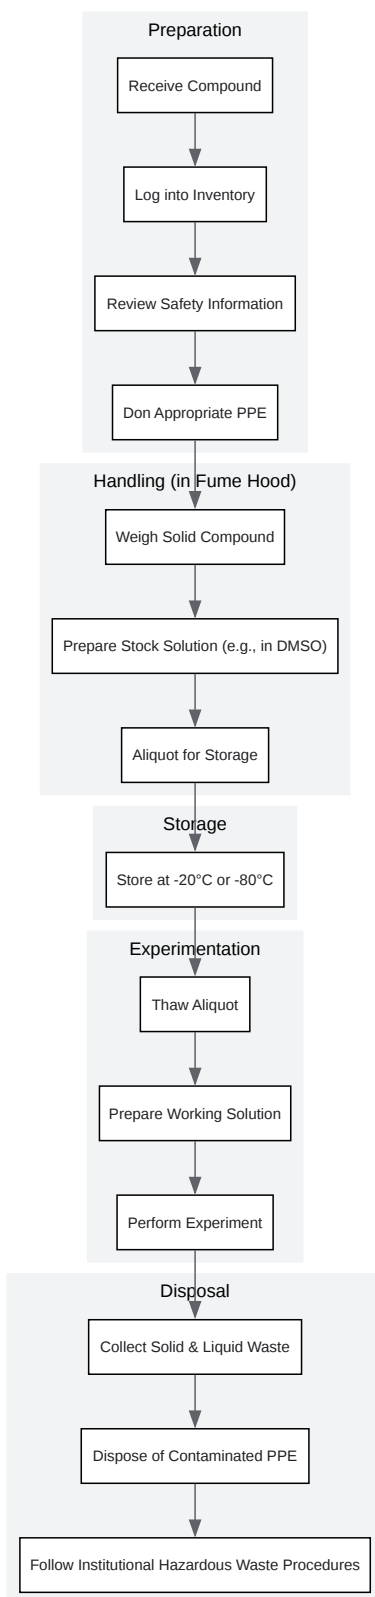 Preparation
Receive Compound
Log into Inventory
Review Safety Information
Don Appropriate PPE
Handling (in Fume Hood)
Weigh Solid Compound
Prepare Stock Solution (e.g., in DMSO)
Aliquot for Storage
Storage
Store at -20°C or -80°C
Experimentation
Thaw Aliquot
Prepare Working Solution
Perform Experiment
Disposal
Collect Solid & Liquid Waste
Dispose of Contaminated PPE
Follow Institutional Hazardous Waste Procedures